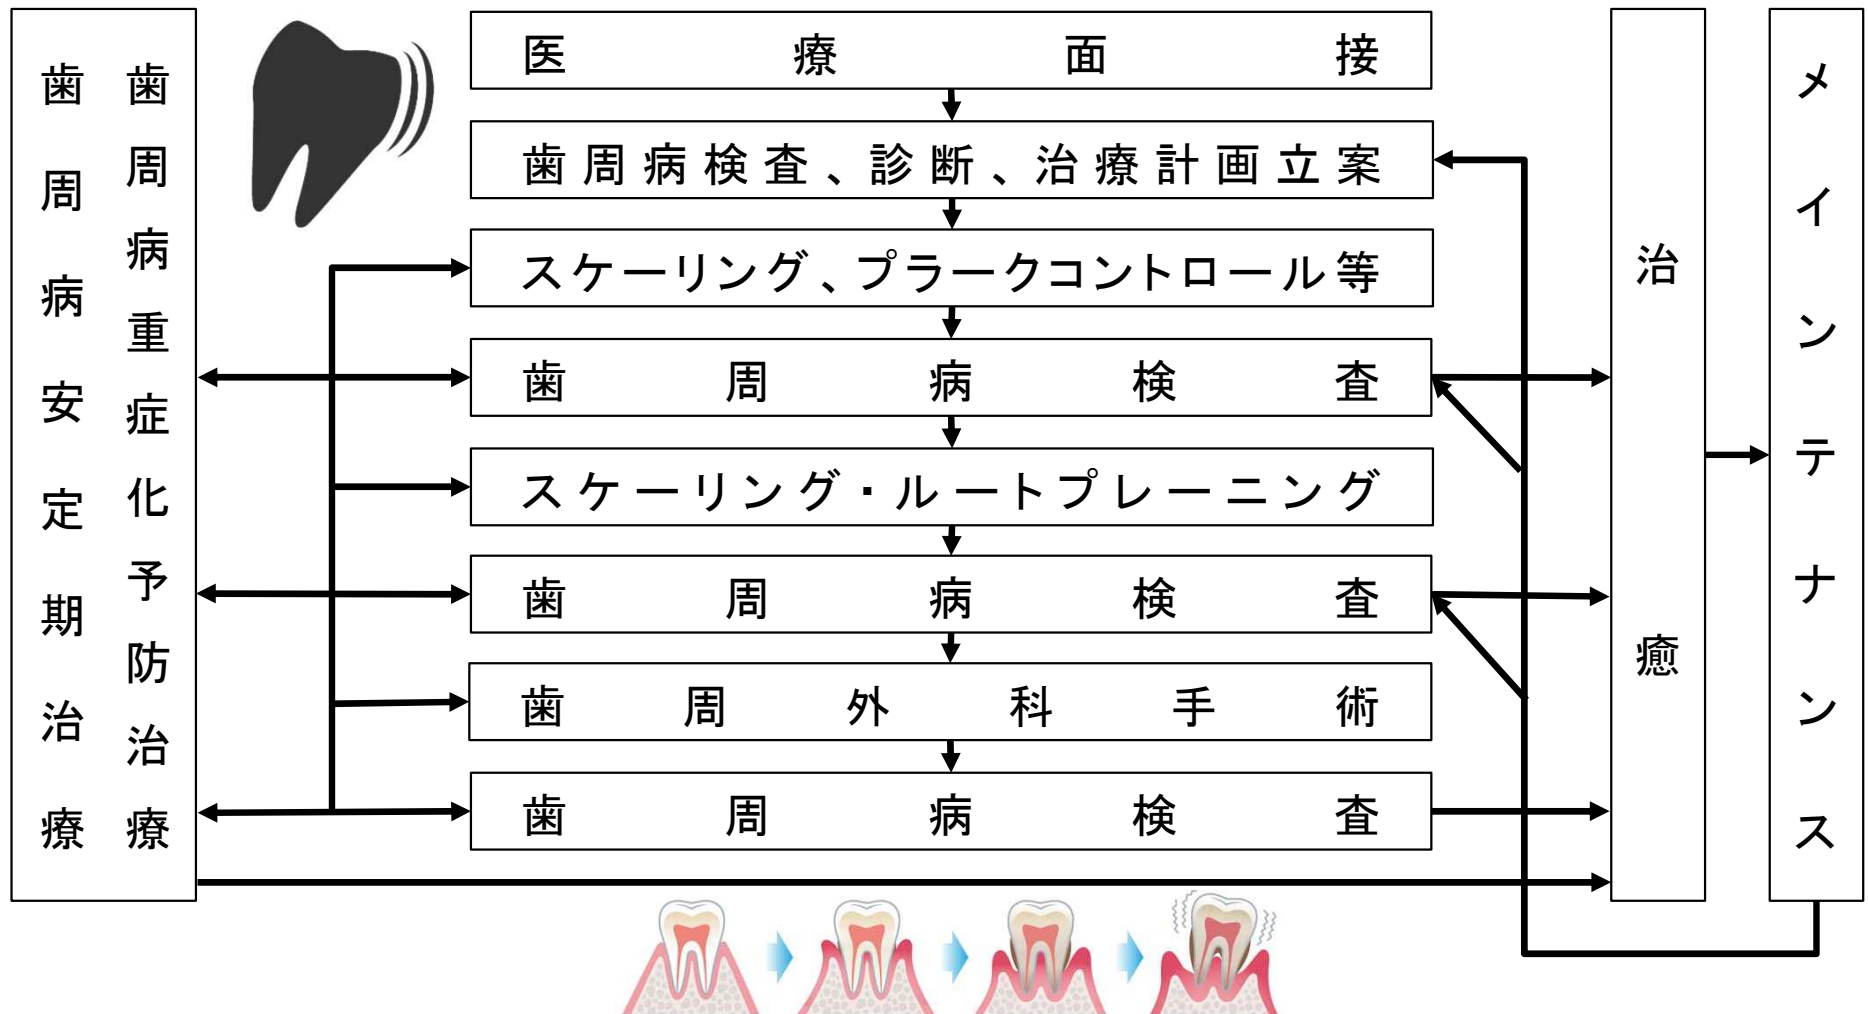 歯周病安定期治療
歯周病重症化予防治療
医療面接
歯周病検査、診断、治療計画立案
スケーリング、プラークコントロール等
歯周病検査
スケーリング・ルートプレーニング
歯周病検査
歯周外科手術
歯周病検査
治癒
メインテナンス